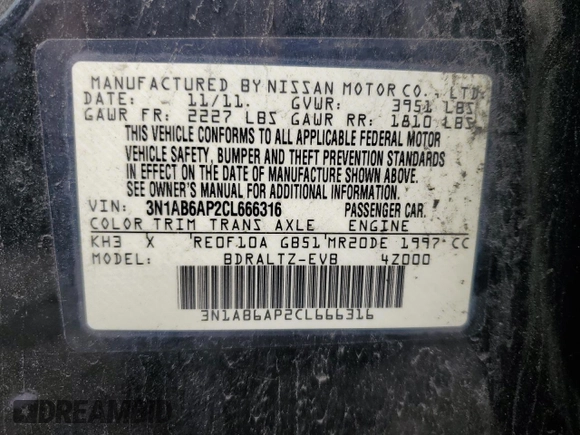 MANUFACTURED BY NISSAN MOTOR CO., LTD.
DATE: 11/11. GVWR: 3951 LBS
GAWR FR: 2227 LBS GAWR RR: 1810 LBS
THIS VEHICLE CONFORMS TO ALL APPLICABLE FEDERAL MOTOR
VEHICLE SAFETY, BUMPER AND THEFT PREVENTION STANDARDS
IN EFFECT ON THE DATE OF MANUFACTURE SHOWN ABOVE.
SEE OWNER'S MANUAL FOR ADDITIONAL INFORMATION.
VIN: 3N1AB6AP2CL666316 PASSENGER CAR
COLOR TRIM TRANS AXLE ENGINE
KH3 X RE0F10A GB51 MR20DE 1997 CC
MODEL: BDRALTZ-EVB 4Z000
3N1AB6AP2CL666316
DREAMBID